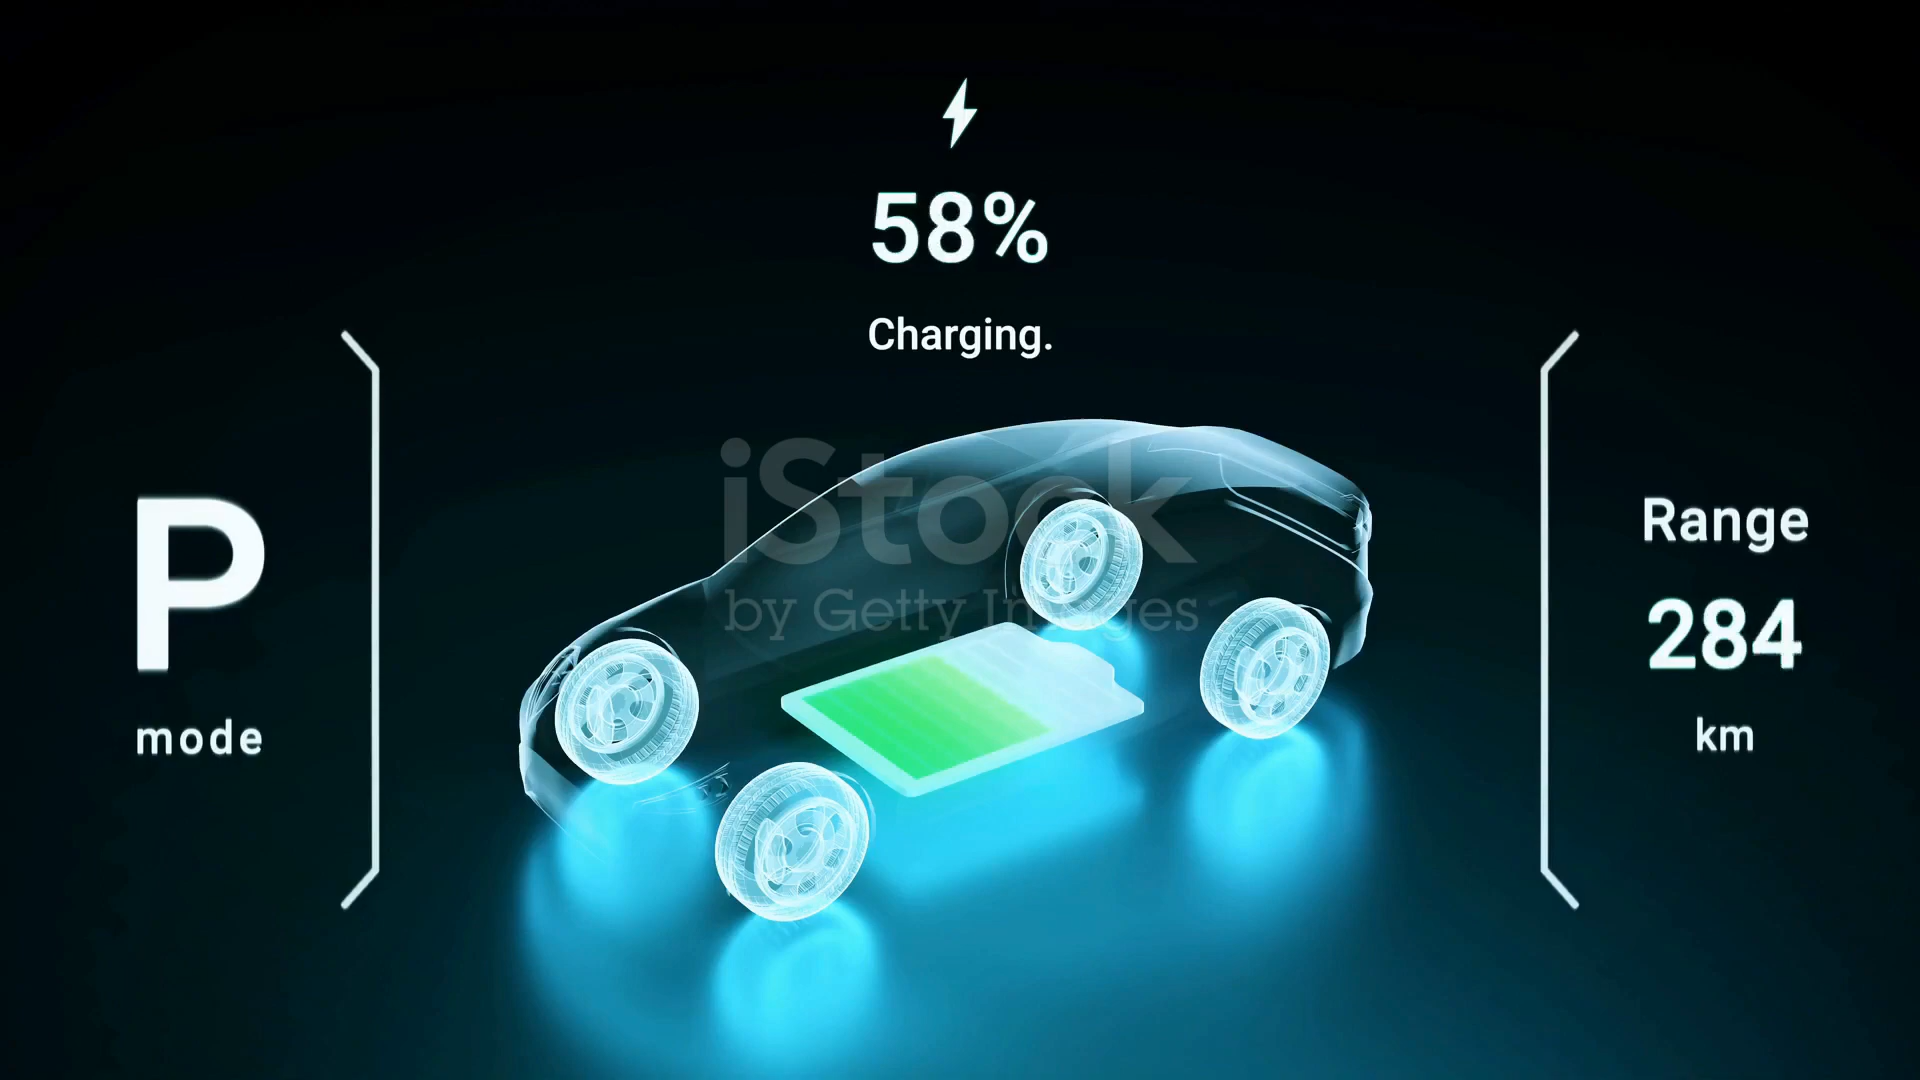 58%
Charging.
P
mode
Range
284
km
iStock
by Getty Images